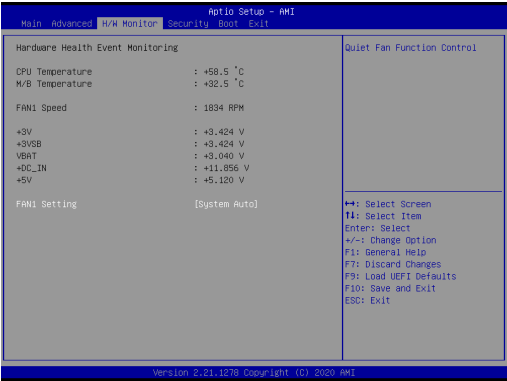 Aptio Setup - AMI
Main Advanced H/W Monitor Security Boot Exit
Hardware Health Event Monitoring
CPU Temperature : +58.5 °C
M/B Temperature : +32.5 °C
FAN1 Speed : 1834 RPM
+3V : +3.424 V
+3VSB : +3.424 V
VBAT : +3.040 V
+DC_IN : +11.856 V
+5V : +5.120 V
FAN1 Setting [System Auto]
Quiet Fan Function Control
↔: Select Screen
↑↓: Select Item
Enter: Select
+/-: Change Option
F1: General Help
F7: Discard Changes
F9: Load UEFI Defaults
F10: Save and Exit
ESC: Exit
Version 2.21.1278 Copyright (C) 2020 AMI